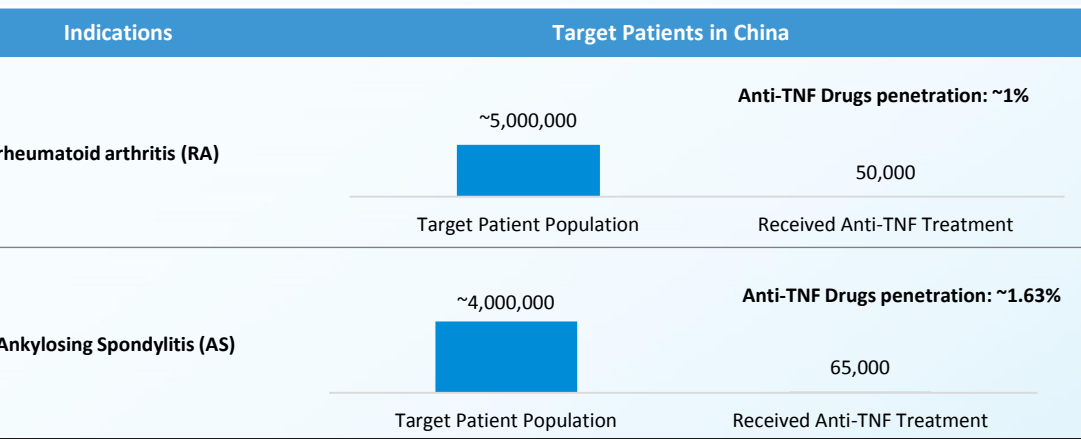 Indications
Target Patients in China
Anti-TNF Drugs penetration: ~1%
~5,000,000
rheumatoid arthritis (RA)
50,000
Target Patient Population
Received Anti-TNF Treatment
Anti-TNF Drugs penetration: ~1.63%
~4,000,000
Ankylosing Spondylitis (AS)
65,000
Target Patient Population
Received Anti-TNF Treatment